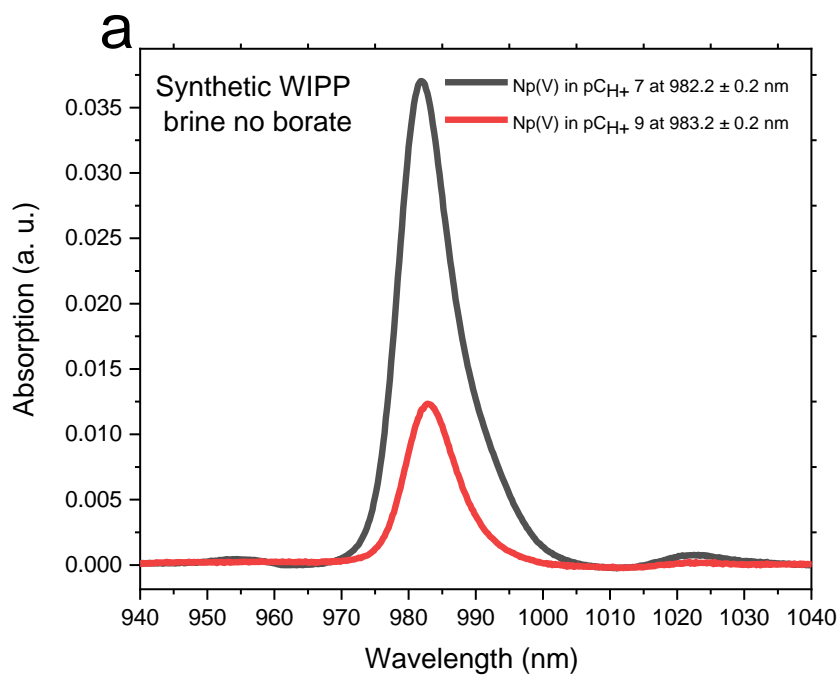 a
Synthetic WIPP
brine no borate
Np(V) in pCH+ 7 at 982.2 ± 0.2 nm
Np(V) in pCH+ 9 at 983.2 ± 0.2 nm
Absorption (a. u.)
0.035
0.030
0.025
0.020
0.015
0.010
0.005
0.000
940 950 960 970 980 990 1000 1010 1020 1030 1040
Wavelength (nm)